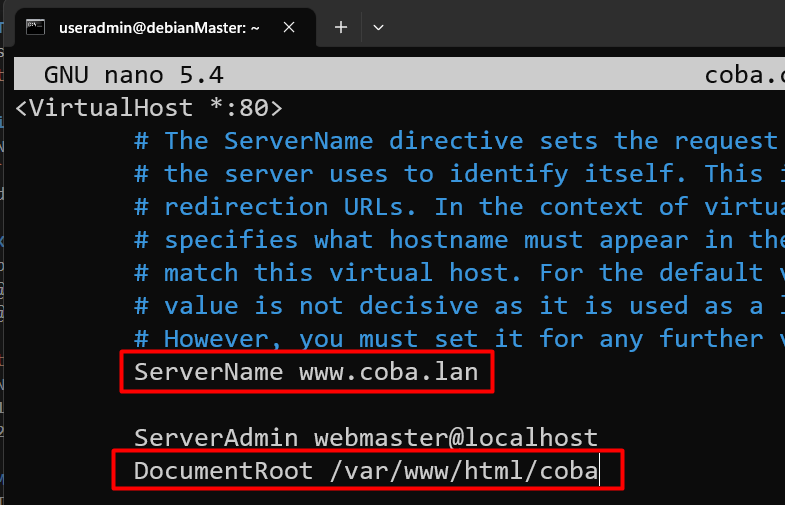 useradmin@debianMaster: ~
GNU nano 5.4 coba.c
<VirtualHost *:80>
# The ServerName directive sets the request
# the server uses to identify itself. This i
# redirection URLs. In the context of virtua
# specifies what hostname must appear in the
# match this virtual host. For the default v
# value is not decisive as it is used as a l
# However, you must set it for any further v
ServerName www.coba.lan
ServerAdmin webmaster@localhost
DocumentRoot /var/www/html/coba